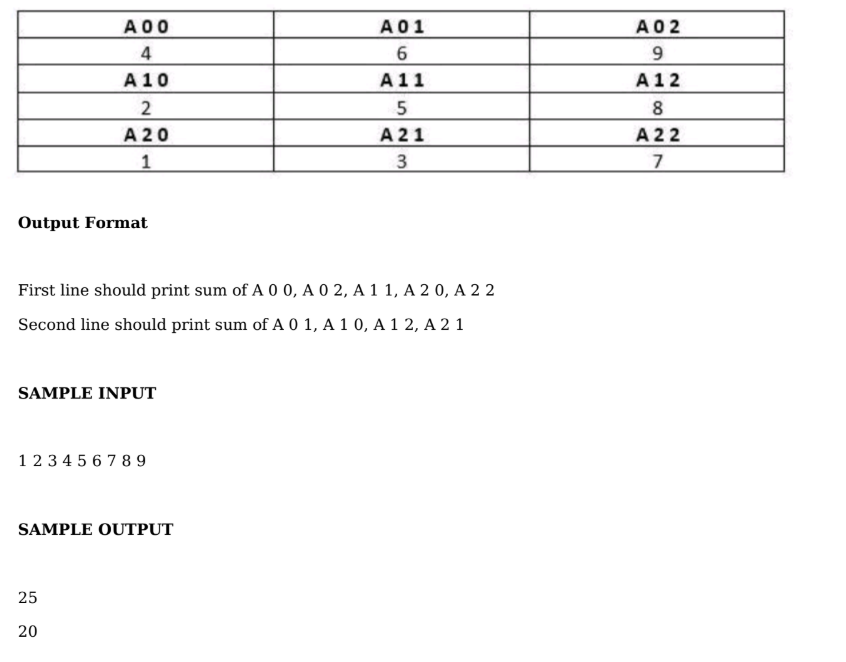 A 0 0 A 0 1 A 0 2
4 6 9
A 1 0 A 1 1 A 1 2
2 5 8
A 2 0 A 2 1 A 2 2
1 3 7
Output Format
First line should print sum of A 0 0, A 0 2, A 1 1, A 2 0, A 2 2
Second line should print sum of A 0 1, A 1 0, A 1 2, A 2 1
SAMPLE INPUT
1 2 3 4 5 6 7 8 9
SAMPLE OUTPUT
25
20